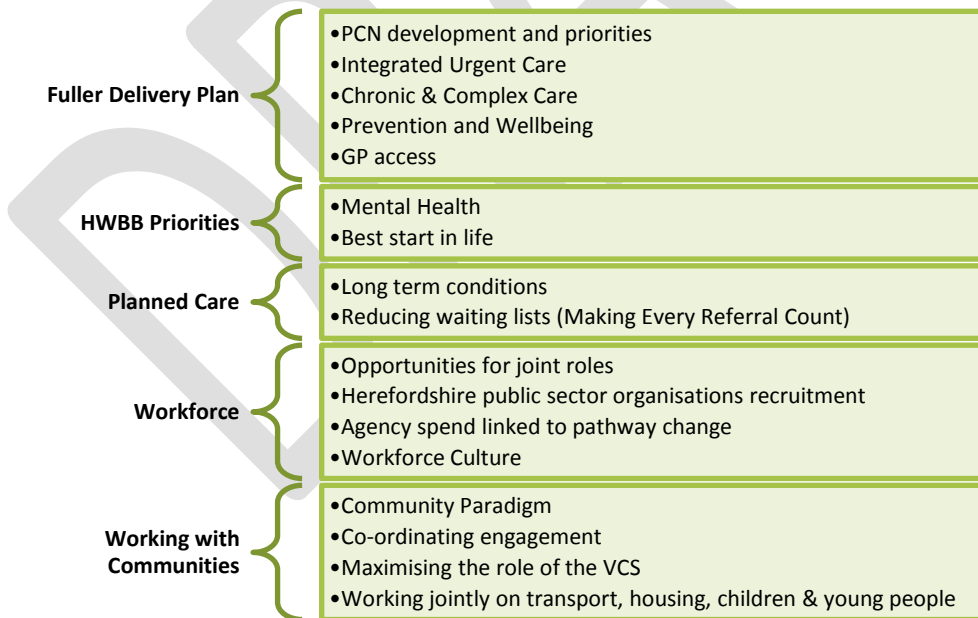 Fuller Delivery Plan
•PCN development and priorities
•Integrated Urgent Care
•Chronic & Complex Care
•Prevention and Wellbeing
•GP access
HWBB Priorities
•Mental Health
•Best start in life
Planned Care
•Long term conditions
•Reducing waiting lists (Making Every Referral Count)
Workforce
•Opportunities for joint roles
•Herefordshire public sector organisations recruitment
•Agency spend linked to pathway change
•Workforce Culture
Working with
Communities
•Community Paradigm
•Co-ordinating engagement
•Maximising the role of the VCS
•Working jointly on transport, housing, children & young people